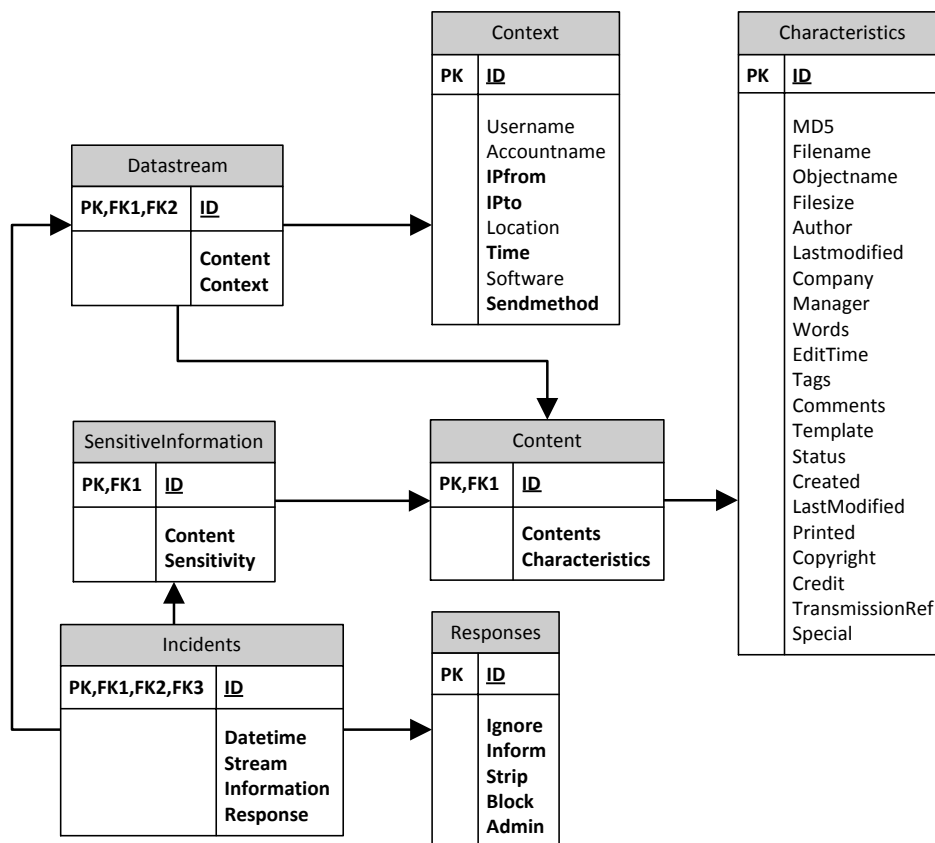 Context
PK ID
Username
Accountname
IPfrom
IPto
Location
Time
Software
Sendmethod
Characteristics
PK ID
MD5
Filename
Objectname
Filesize
Author
Lastmodified
Company
Manager
Words
EditTime
Tags
Comments
Template
Status
Created
LastModified
Printed
Copyright
Credit
TransmissionRef
Special
Datastream
PK,FK1,FK2 ID
Content
Context
SensitiveInformation
PK,FK1 ID
Content
Sensitivity
Content
PK,FK1 ID
Contents
Characteristics
Incidents
PK,FK1,FK2,FK3 ID
Datetime
Stream
Information
Response
Responses
PK ID
Ignore
Inform
Strip
Block
Admin